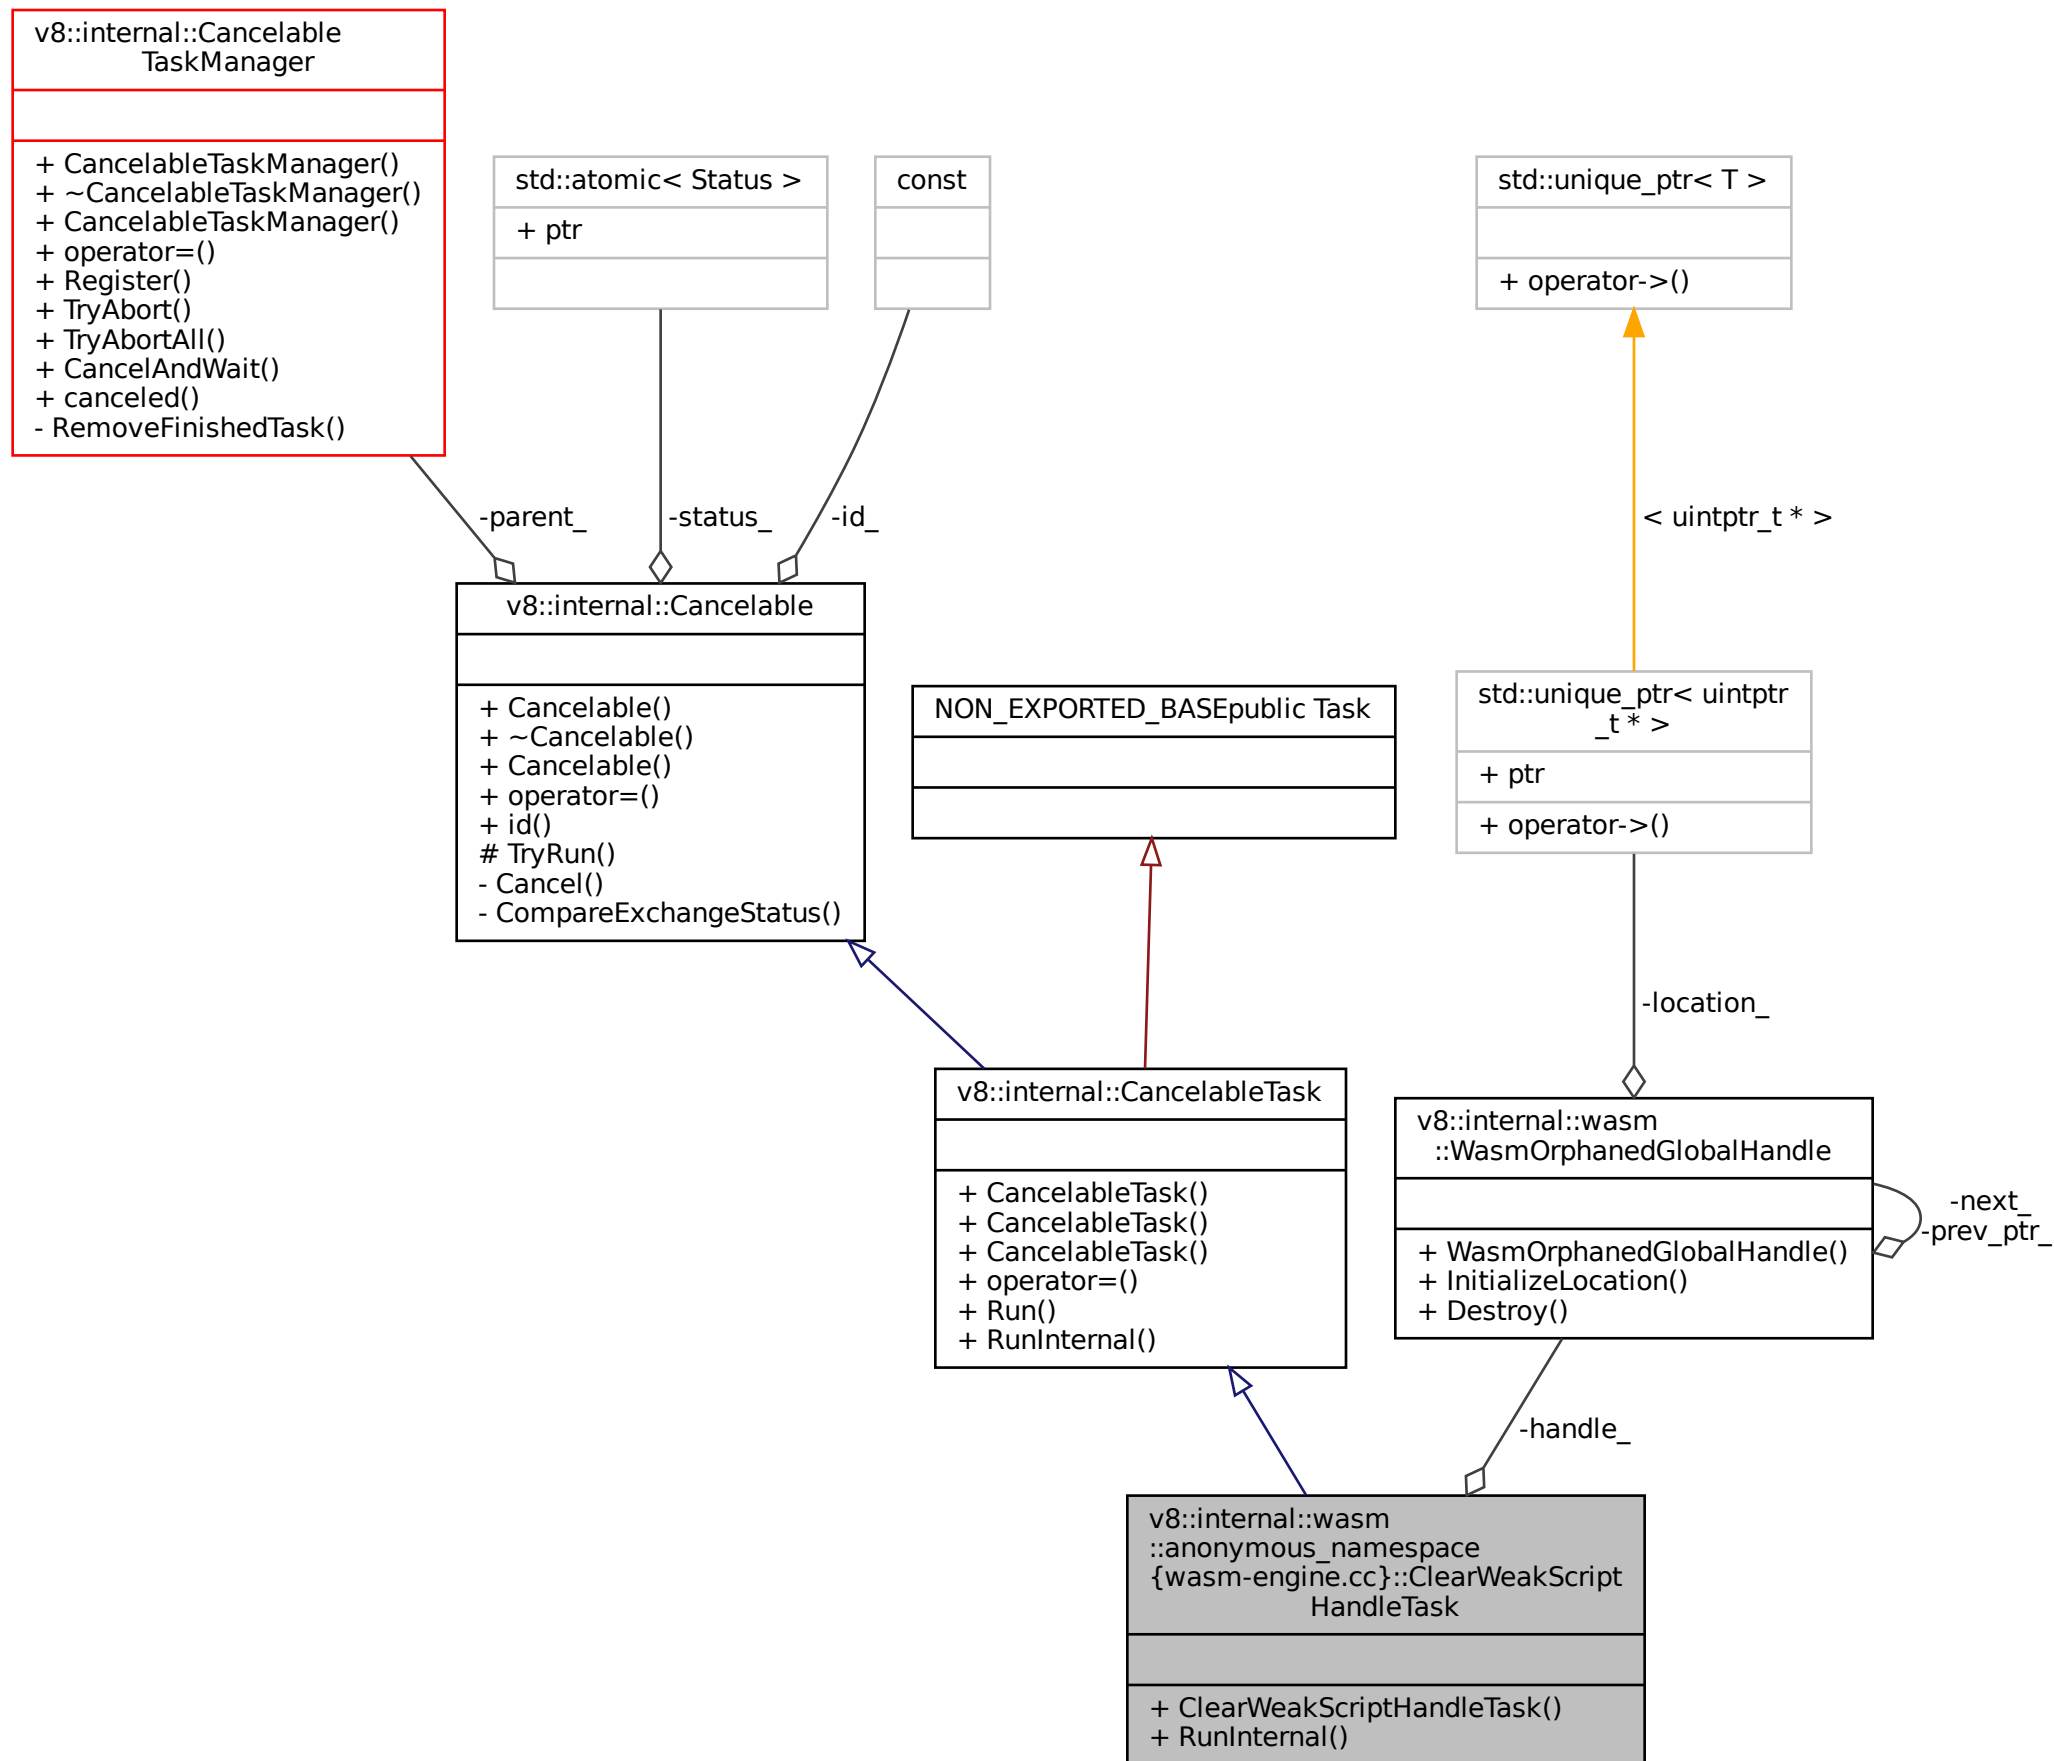 v8::internal::Cancelable
TaskManager
+ CancelableTaskManager()
+ ~CancelableTaskManager()
+ CancelableTaskManager()
+ operator=()
+ Register()
+ TryAbort()
+ TryAbortAll()
+ CancelAndWait()
+ canceled()
- RemoveFinishedTask()
std::atomic< Status >
+ ptr
const
std::unique_ptr< T >
+ operator->()
-parent_
-status_
-id_
< uintptr_t * >
v8::internal::Cancelable
+ Cancelable()
+ ~Cancelable()
+ Cancelable()
+ operator=()
+ id()
# TryRun()
- Cancel()
- CompareExchangeStatus()
NON_EXPORTED_BASEpublic Task
std::unique_ptr< uintptr
_t * >
+ ptr
+ operator->()
-location_
v8::internal::CancelableTask
+ CancelableTask()
+ CancelableTask()
+ CancelableTask()
+ operator=()
+ Run()
+ RunInternal()
v8::internal::wasm
::WasmOrphanedGlobalHandle
+ WasmOrphanedGlobalHandle()
+ InitializeLocation()
+ Destroy()
-next_
-prev_ptr_
-handle_
v8::internal::wasm
::anonymous_namespace
{wasm-engine.cc}::ClearWeakScript
HandleTask
+ ClearWeakScriptHandleTask()
+ RunInternal()